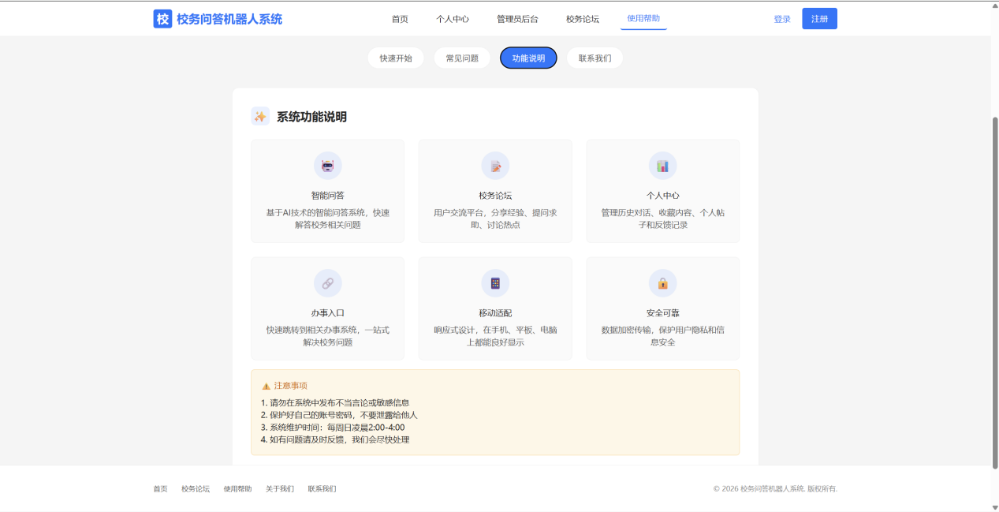 校 校务问答机器人系统 首页 个人中心 管理员后台 校务论坛 使用帮助 登录 注册
快速开始 常见问题 功能说明 联系我们
系统功能说明
智能问答
基于AI技术的智能问答系统，快速
解答校务相关问题
校务论坛
用户交流平台，分享经验、提问求
助、讨论热点
个人中心
管理历史对话、收藏内容、个人帖
子和反馈记录
办事入口
快速跳转到相关办事系统，一站式
解决校务问题
移动适配
响应式设计，在手机、平板、电脑
上都能良好显示
安全可靠
数据加密传输，保护用户隐私和信
息安全
注意事项
1. 请勿在系统中发布不当言论或敏感信息
2. 保护好自己的账号密码，不要泄露给他人
3. 系统维护时间：每周日凌晨2:00-4:00
4. 如有问题请及时反馈，我们会尽快处理
首页 校务论坛 使用帮助 关于我们 联系我们 © 2026 校务问答机器人系统. 版权所有.